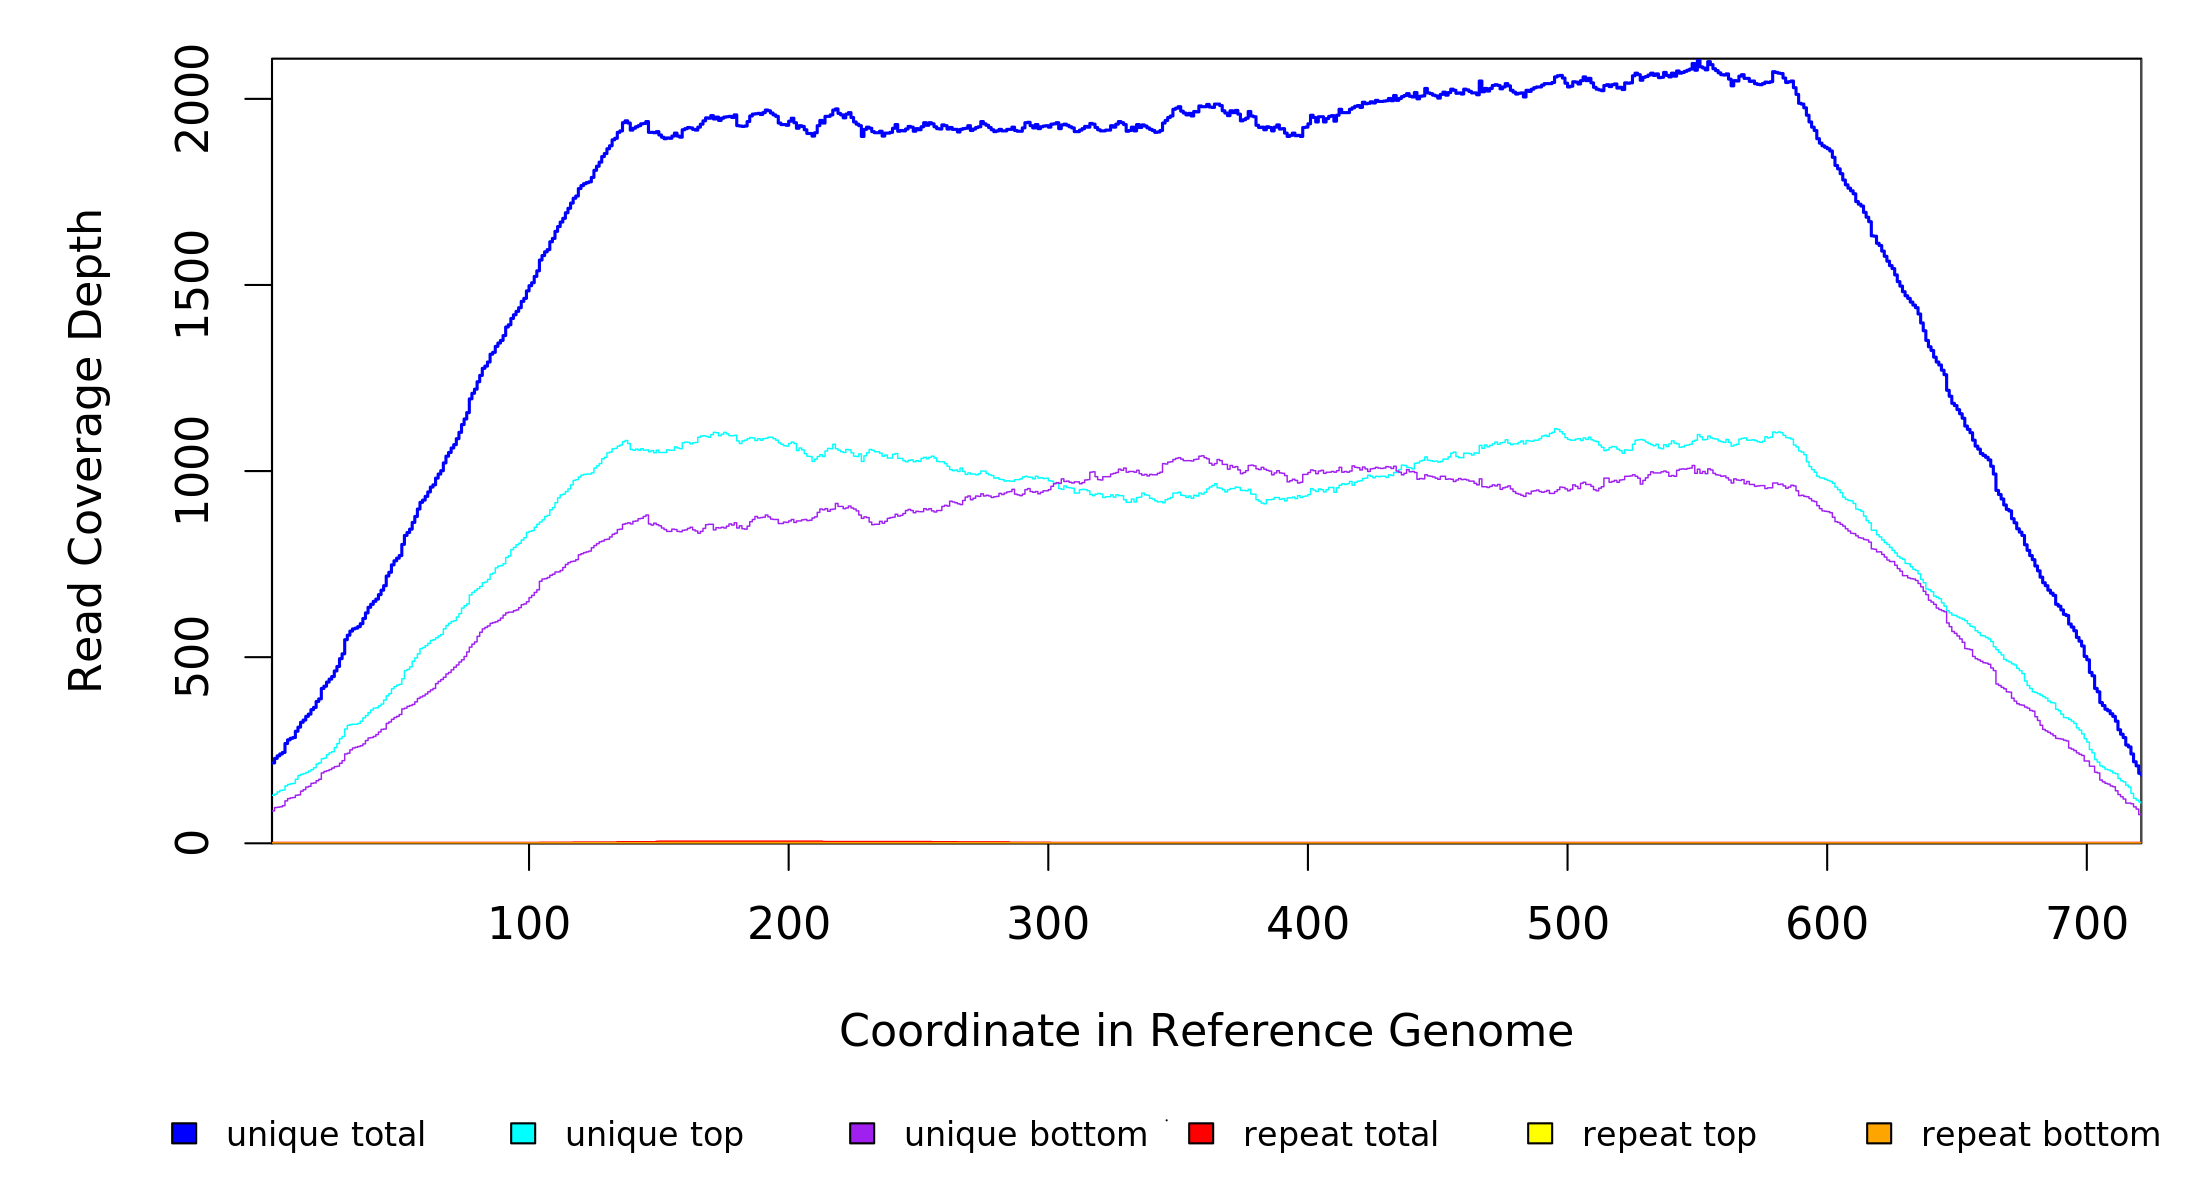 Read Coverage Depth
2000
1500
1000
500
0
100 200 300 400 500 600 700
Coordinate in Reference Genome
unique total unique top unique bottom repeat total repeat top repeat bottom